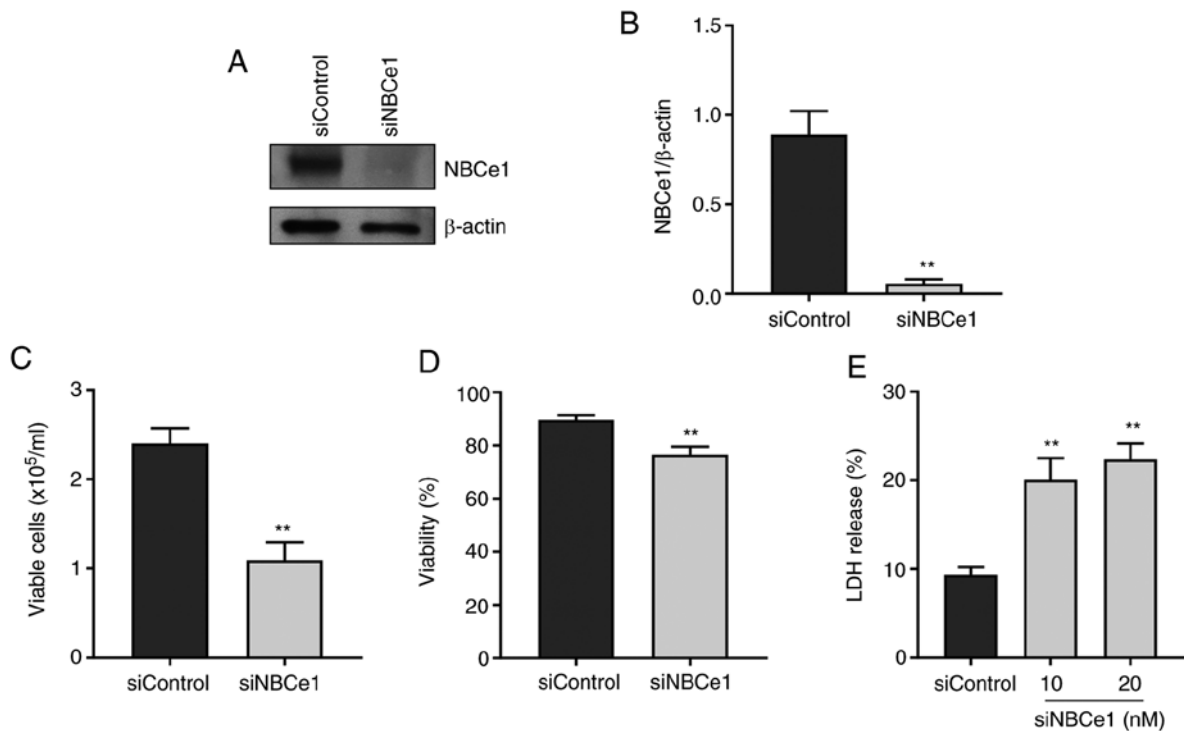 A
siControl
siNBCe1
NBCe1
β-actin
B
NBCe1/β-actin
1.5
1.0
0.5
0.0
**
siControl
siNBCe1
C
Viable cells (x10⁵/ml)
3
2
1
0
**
siControl
siNBCe1
D
Viability (%)
100
80
60
40
20
0
**
siControl
siNBCe1
E
LDH release (%)
30
20
10
0
**
**
siControl
10
20
siNBCe1 (nM)